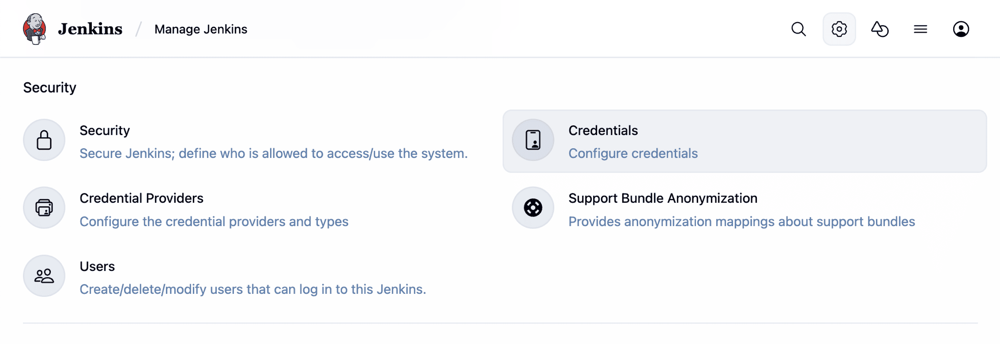 Jenkins / Manage Jenkins
Security
Security
Secure Jenkins; define who is allowed to access/use the system.
Credentials
Configure credentials
Credential Providers
Configure the credential providers and types
Support Bundle Anonymization
Provides anonymization mappings about support bundles
Users
Create/delete/modify users that can log in to this Jenkins.